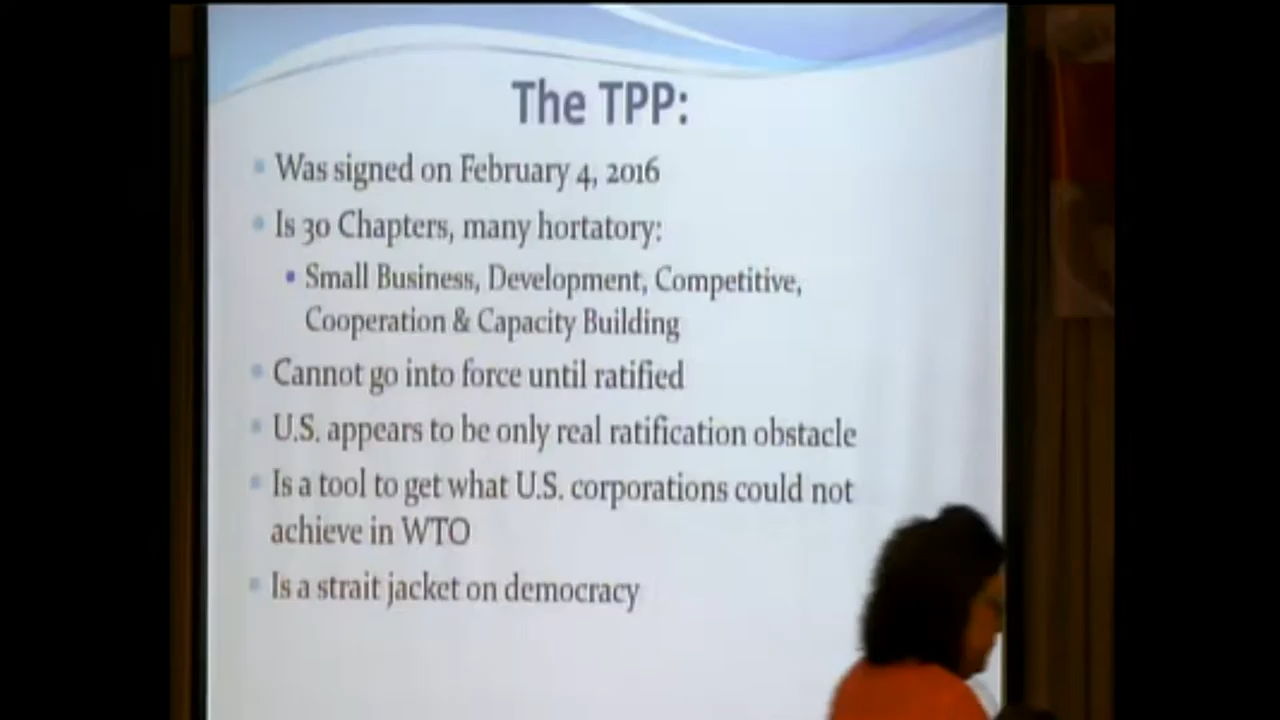 The TPP:
Was signed on February 4, 2016
Is 30 Chapters, many hortatory:
Small Business, Development, Competitive,
Cooperation & Capacity Building
Cannot go into force until ratified
U.S. appears to be only real ratification obstacle
Is a tool to get what U.S. corporations could not
achieve in WTO
Is a strait jacket on democracy